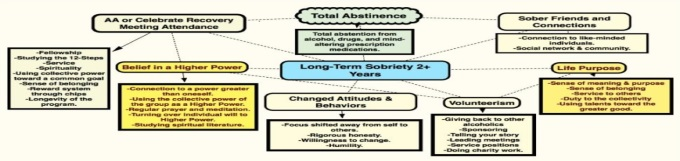 AA or Celebrate Recovery
Meeting Attendance
Total Abstinence
Sober Friends and
Connections
-Fellowship
-Studying the 12-Steps
-Service
-Spirituality
-Using collective power
toward a common goal
-Sense of belonging
-Reward system
through chips
-Longevity of the
program.
Total abstention from
alcohol, drugs, and mind-
altering prescription
medications.
-Connection to like-minded
individuals.
-Social network & community.
Belief in a Higher Power
Long-Term Sobriety 2+
Years
Life Purpose
-Connection to a power greater
than oneself.
-Using the collective power of
the group as a Higher Power.
-Regular prayer and meditation.
-Turning over individual will to
Higher Power.
-Studying spiritual literature.
Changed Attitudes &
Behaviors
Volunteerism
-Sense of meaning & purpose
-Sense of belonging
-Service to others
-Duty to the collectivity
-Using talents toward the
greater good.
-Focus shifted away from self to
others.
-Rigorous honesty.
-Willingness to change.
-Humility.
-Giving back to other
alcoholics
-Sponsoring
-Telling your story
-Leading meetings
-Service positions
-Doing charity work.